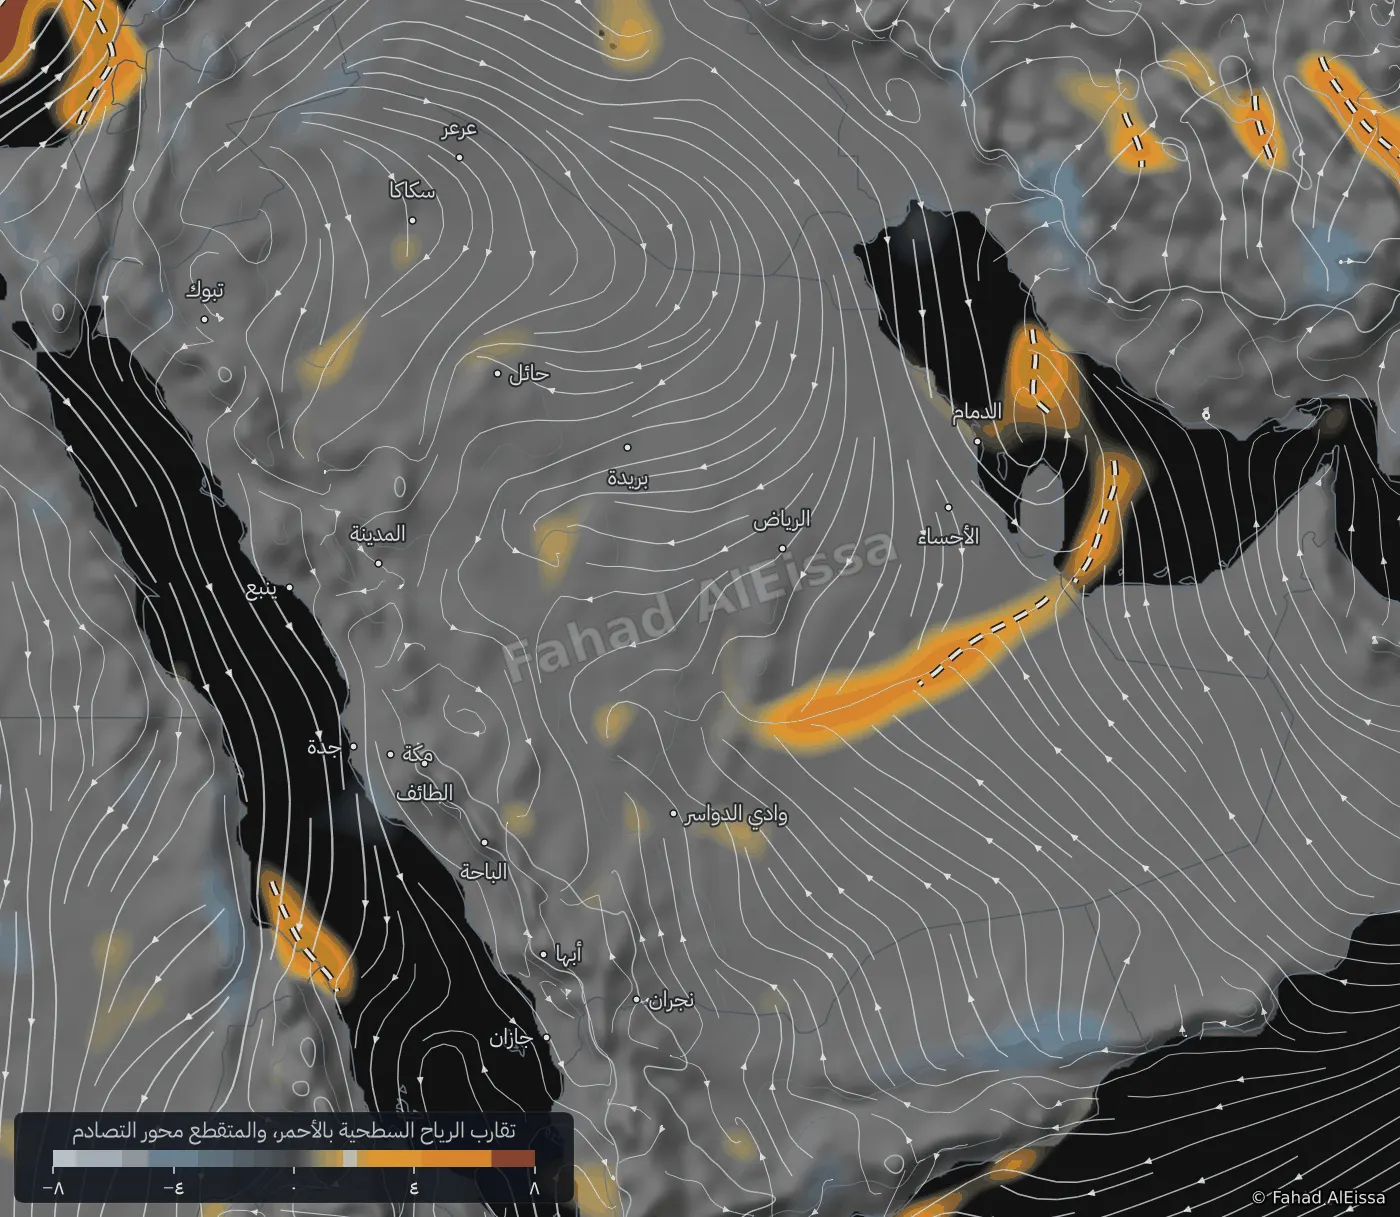 عرعر
سكاكا
تبوك
حائل
الدمام
بريدة
الرياض
المدينة
الأحساء
ينبع
Fahad AlEissa
جدة
مكة
الطائف
وادي الدواسر
الباحة
أبها
نجران
جازان
تقارب الرياح السطحية بالأحمر، والمتقطع محور التصادم
−٨ −٤ ٠ ٤ ٨
© Fahad AlEissa